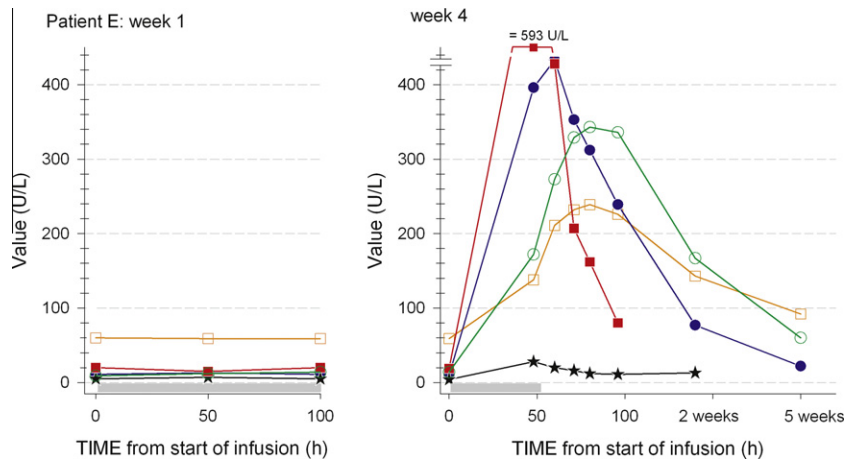 Patient E: week 1
week 4
= 593 U/L
400
300
200
100
0
Value (U/L)
0
50
100
TIME from start of infusion (h)
400
300
200
100
0
Value (U/L)
0
50
100
2 weeks
5 weeks
TIME from start of infusion (h)